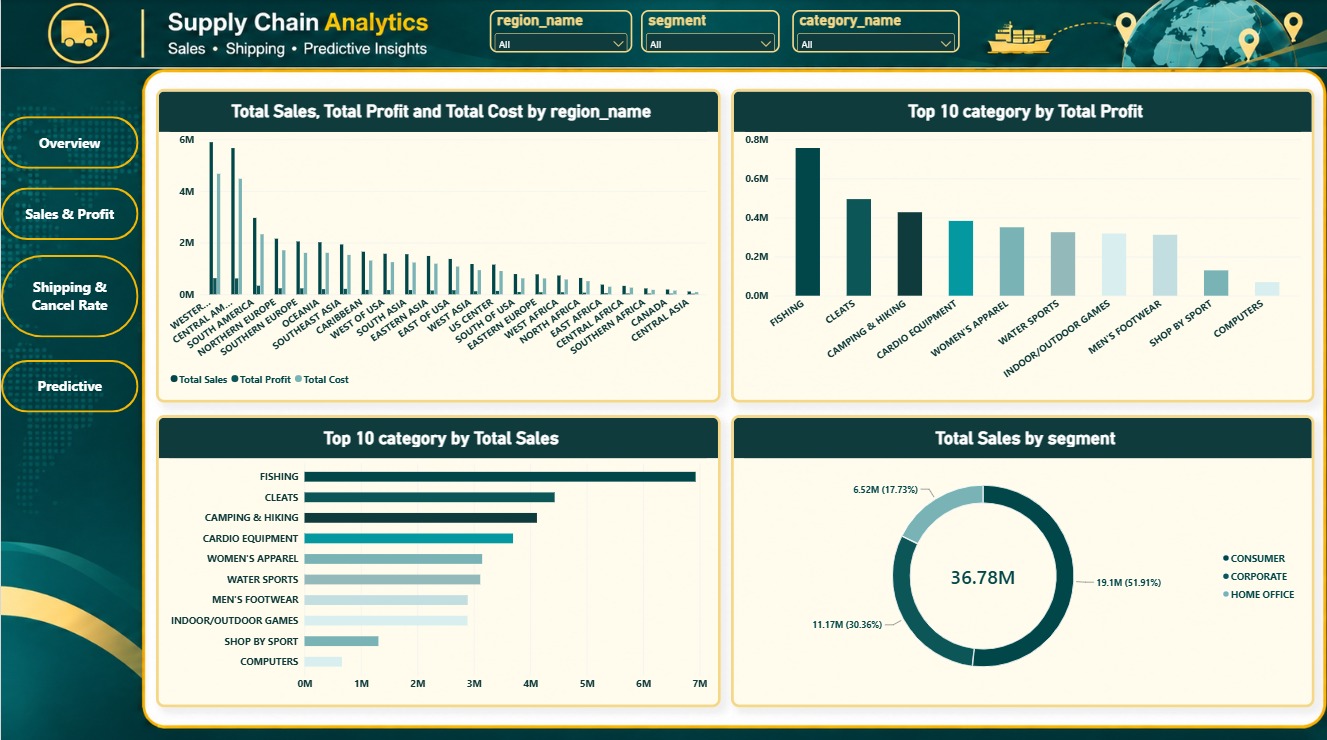 Supply Chain Analytics
Sales • Shipping • Predictive Insights
region_name
All
segment
All
category_name
All
Overview
Sales & Profit
Shipping &
Cancel Rate
Predictive
Total Sales, Total Profit and Total Cost by region_name
6M
4M
2M
0M
WESTER...
CENTRAL AM...
SOUTH AMERICA
NORTHERN EUROPE
SOUTHERN EUROPE
OCEANIA
SOUTHEAST ASIA
CARIBBEAN
WEST OF USA
SOUTH ASIA
EASTERN ASIA
EAST OF USA
WEST ASIA
US CENTER
SOUTH OF USA
EASTERN EUROPE
WEST AFRICA
NORTH AFRICA
EAST AFRICA
CENTRAL AFRICA
SOUTHERN AFRICA
CANADA
CENTRAL ASIA
Total Sales Total Profit Total Cost
Top 10 category by Total Profit
0.8M
0.6M
0.4M
0.2M
0.0M
FISHING
CLEATS
CAMPING & HIKING
CARDIO EQUIPMENT
WOMEN'S APPAREL
WATER SPORTS
INDOOR/OUTDOOR GAMES
MEN'S FOOTWEAR
SHOP BY SPORT
COMPUTERS
Top 10 category by Total Sales
FISHING
CLEATS
CAMPING & HIKING
CARDIO EQUIPMENT
WOMEN'S APPAREL
WATER SPORTS
MEN'S FOOTWEAR
INDOOR/OUTDOOR GAMES
SHOP BY SPORT
COMPUTERS
0M 1M 2M 3M 4M 5M 6M 7M
Total Sales by segment
6.52M (17.73%)
36.78M
19.1M (51.91%)
11.17M (30.36%)
CONSUMER
CORPORATE
HOME OFFICE